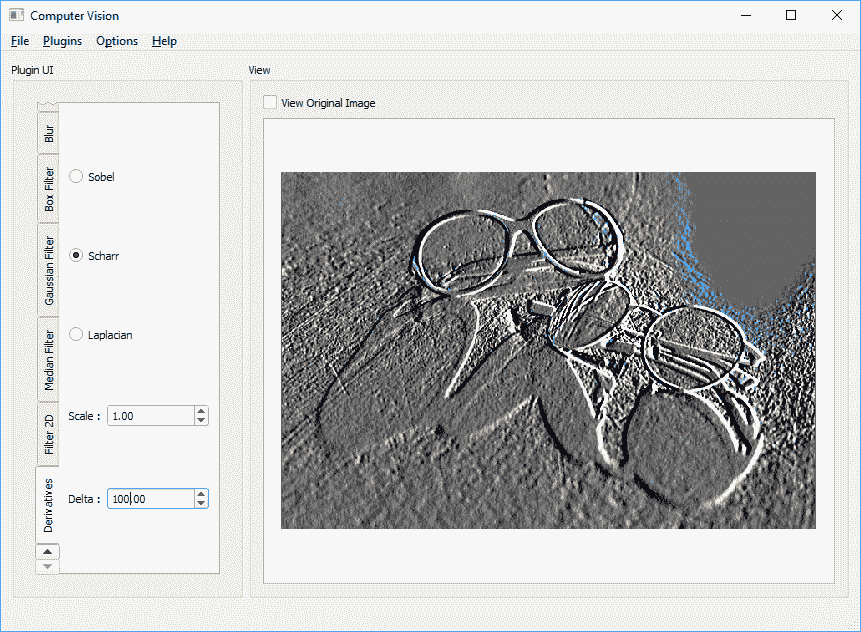 Computer Vision
File Plugins Options Help
Plugin UI
View
View Original Image
Blur
Box Filter
Gaussian Filter
Median Filter
Filter 2D
Derivatives
Sobel
Scharr
Laplacian
Scale : 1.00
Delta : 100.00